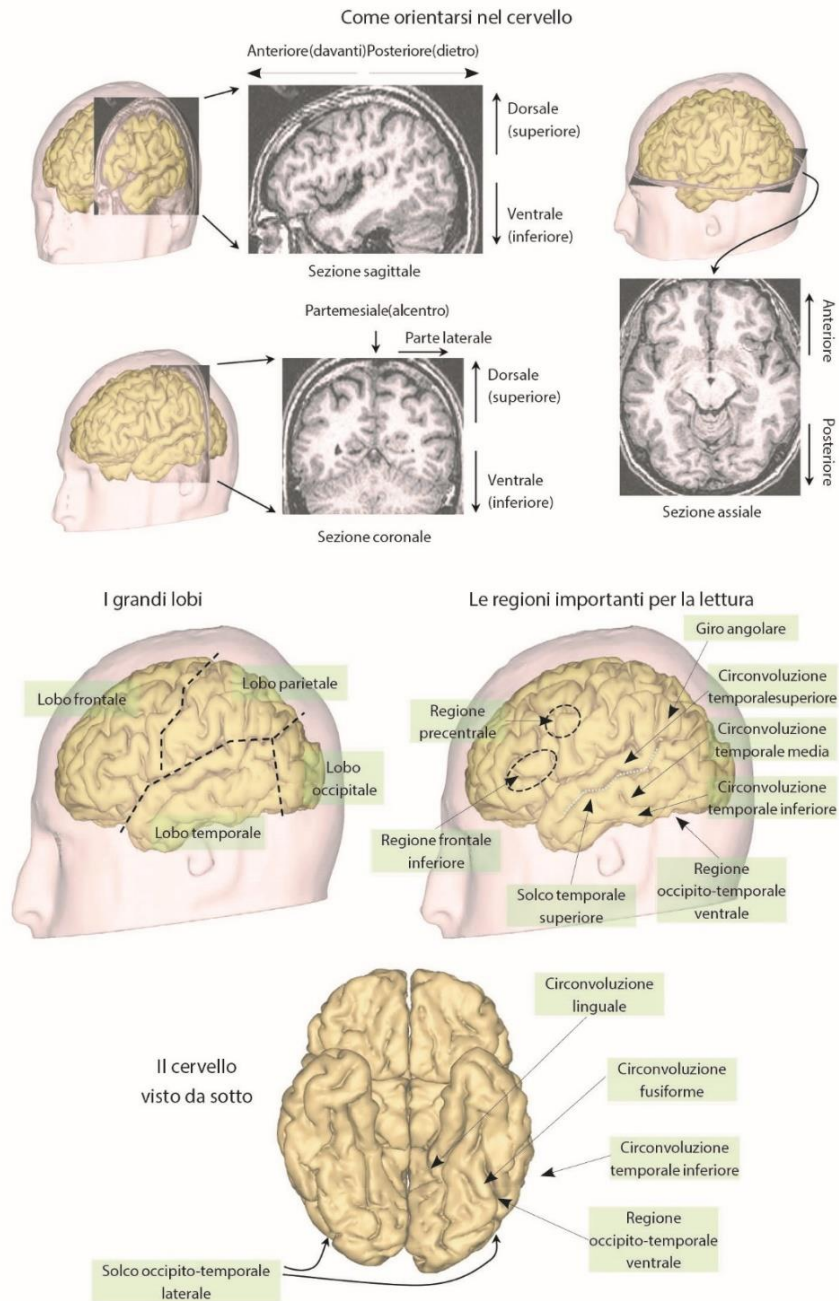 Come orientarsi nel cervello
Anteriore(davanti)Posteriore(dietro)
Dorsale
(superiore)
Ventrale
(inferiore)
Sezione sagittale
Anteriore
Posteriore
Sezione assiale
Partemesiale(alcentro)
Parte laterale
Dorsale
(superiore)
Ventrale
(inferiore)
Sezione coronale
I grandi lobi
Lobo frontale
Lobo parietale
Lobo
occipitale
Lobo temporale
Le regioni importanti per la lettura
Giro angolare
Circonvoluzione
temporalesuperiore
Regione
precentrale
Circonvoluzione
temporale media
Circonvoluzione
temporale inferiore
Regione frontale
inferiore
Solco temporale
superiore
Regione
occipito-temporale
ventrale
Il cervello
visto da sotto
Circonvoluzione
linguale
Circonvoluzione
fusiforme
Circonvoluzione
temporale inferiore
Regione
occipito-temporale
ventrale
Solco occipito-temporale
laterale